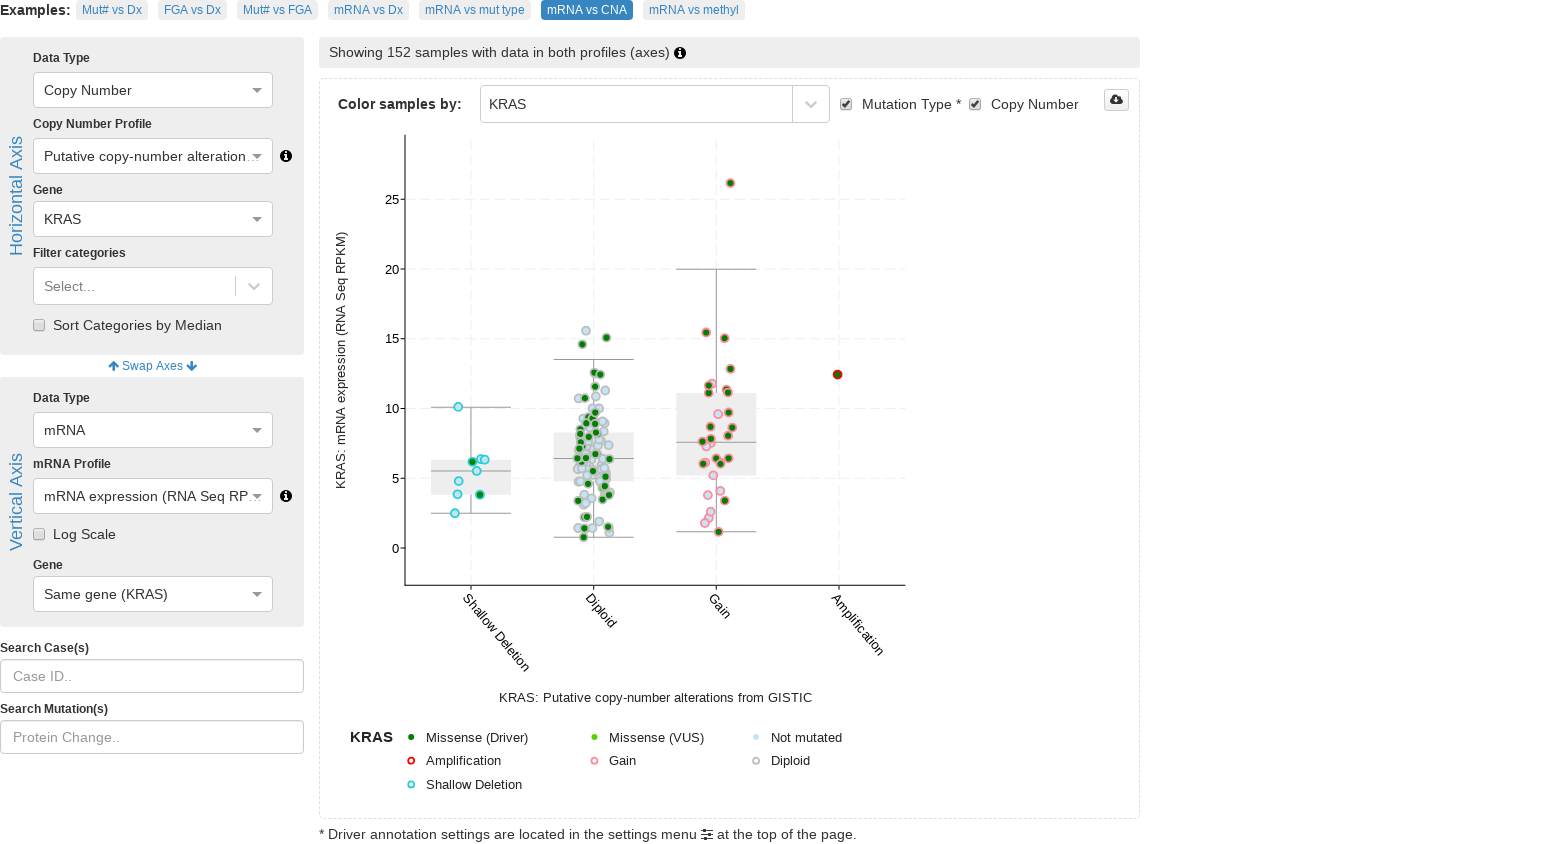 Examples: Mut# vs Dx FGA vs Dx Mut# vs FGA mRNA vs Dx mRNA vs mut type mRNA vs CNA mRNA vs methyl
Horizontal Axis
Data Type
Copy Number
Copy Number Profile
Putative copy-number alteration...
Gene
KRAS
Filter categories
Select...
Sort Categories by Median
Swap Axes
Vertical Axis
Data Type
mRNA
mRNA Profile
mRNA expression (RNA Seq RP...
Log Scale
Gene
Same gene (KRAS)
Search Case(s)
Case ID..
Search Mutation(s)
Protein Change..
Showing 152 samples with data in both profiles (axes)
Color samples by: KRAS Mutation Type * Copy Number
KRAS: mRNA expression (RNA Seq RPKM)
25
20
15
10
5
0
Shallow Deletion
Diploid
Gain
Amplification
KRAS: Putative copy-number alterations from GISTIC
KRAS Missense (Driver) Missense (VUS) Not mutated
Amplification Gain Diploid
Shallow Deletion
* Driver annotation settings are located in the settings menu at the top of the page.